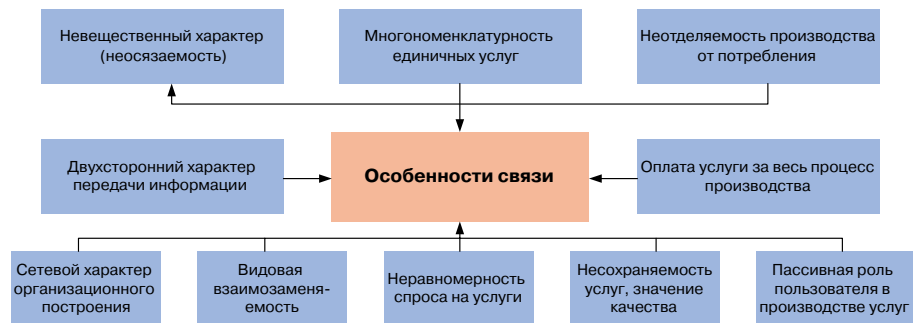 Невещественный характер
(неосязаемость)
Многономенклатурность
единичных услуг
Неотделяемость производства
от потребления
Двухсторонний характер
передачи информации
Особенности связи
Оплата услуги за весь процесс
производства
Сетевой характер
организационного
построения
Видовая
взаимозаменя-
емость
Неравномерность
спроса на услуги
Несохраняемость
услуг, значение
качества
Пассивная роль
пользователя в
производстве услуг